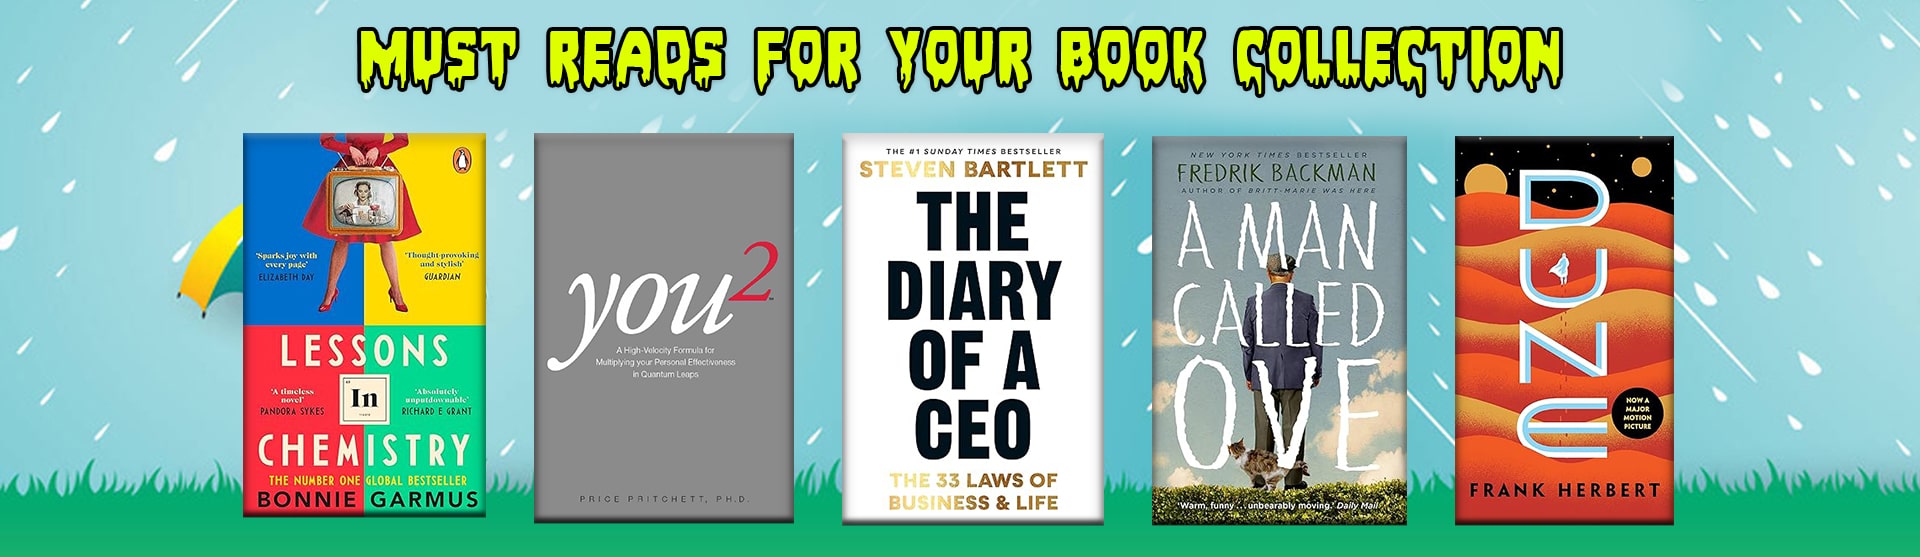 MUST READS FOR YOUR BOOK COLLECTION
'Sparks joy with
every page'
ELIZABETH DAY
'Thought-provoking
and stylish'
GUARDIAN
LESSONS
'A timeless
novel'
PANDORA SYKES
In
'Absolutely
unputdownable'
RICHARD E GRANT
CHEMISTRY
THE NUMBER ONE GLOBAL BESTSELLER
BONNIE GARMUS
you2
A High-Velocity Formula for
Multiplying your Personal Effectiveness
in Quantum Leaps
PRICE PRITCHETT, PH.D.
THE #1 SUNDAY TIMES BESTSELLER
STEVEN BARTLETT
THE
DIARY
OF A
CEO
THE 33 LAWS OF
BUSINESS & LIFE
NEW YORK TIMES BESTSELLER
FREDRIK BACKMAN
AUTHOR OF BRITT-MARIE WAS HERE
A MAN
CALLED
OVE
'Warm, funny... unbearably moving.' Daily Mail
DUNE
NOW A
MAJOR
MOTION
PICTURE
FRANK HERBERT